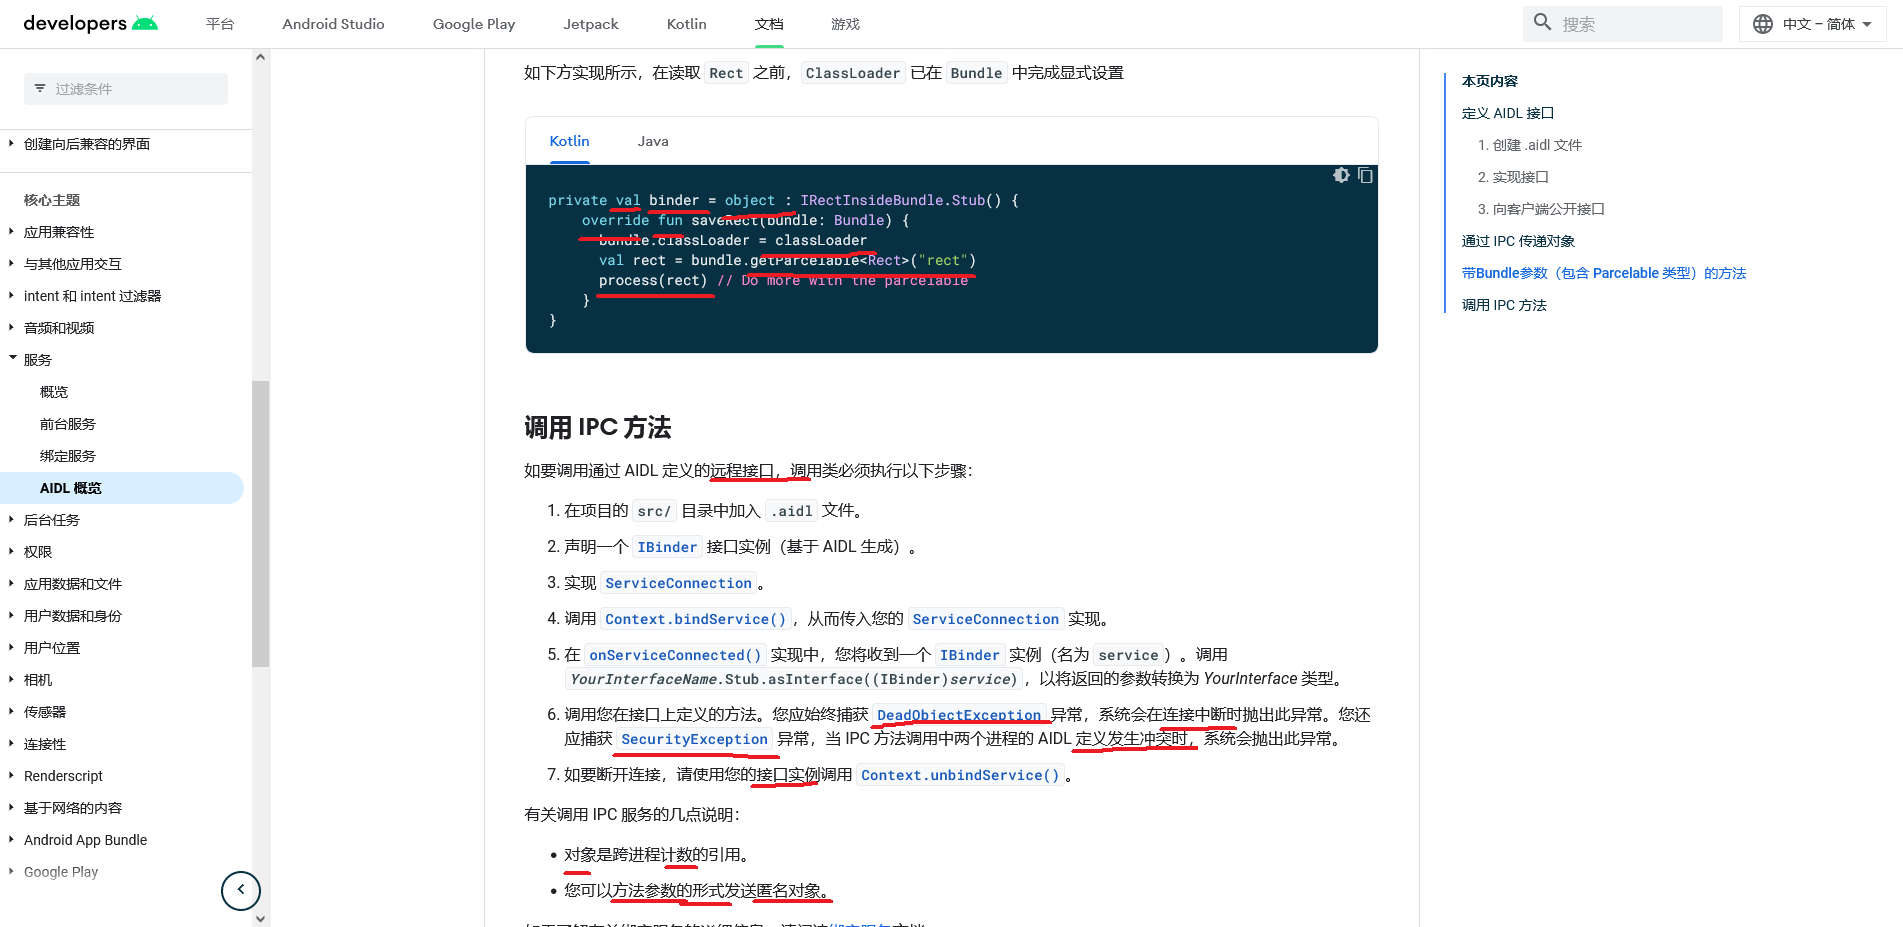 developers 平台 Android Studio Google Play Jetpack Kotlin 文档 游戏 搜索 中文 – 简体
过滤条件
创建向后兼容的界面
核心主题
应用兼容性
与其他应用交互
intent 和 intent 过滤器
音频和视频
服务
概览
前台服务
绑定服务
AIDL 概览
后台任务
权限
应用数据和文件
用户数据和身份
用户位置
相机
传感器
连接性
Renderscript
基于网络的内容
Android App Bundle
Google Play
如下方实现所示，在读取 Rect 之前，ClassLoader 已在 Bundle 中完成显式设置
Kotlin Java
private val binder = object : IRectInsideBundle.Stub() {
override fun saveRect(bundle: Bundle) {
bundle.classLoader = classLoader
val rect = bundle.getParcelable<Rect>("rect")
process(rect) // Do more with the parcelable
}
}
调用 IPC 方法
如要调用通过 AIDL 定义的远程接口，调用类必须执行以下步骤：
1. 在项目的 src/ 目录中加入 .aidl 文件。
2. 声明一个 IBinder 接口实例（基于 AIDL 生成）。
3. 实现 ServiceConnection。
4. 调用 Context.bindService()，从而传入您的 ServiceConnection 实现。
5. 在 onServiceConnected() 实现中，您将收到一个 IBinder 实例（名为 service）。调用
YourInterfaceName.Stub.asInterface((IBinder)service)，以将返回的参数转换为 YourInterface 类型。
6. 调用您在接口上定义的方法。您应始终捕获 DeadObjectException 异常，系统会在连接中断时抛出此异常。您还
应捕获 SecurityException 异常，当 IPC 方法调用中两个进程的 AIDL 定义发生冲突时，系统会抛出此异常。
7. 如要断开连接，请使用您的接口实例调用 Context.unbindService()。
有关调用 IPC 服务的几点说明：
• 对象是跨进程计数的引用。
• 您可以方法参数的形式发送匿名对象。
本页内容
定义 AIDL 接口
1. 创建 .aidl 文件
2. 实现接口
3. 向客户端公开接口
通过 IPC 传递对象
带Bundle参数（包含 Parcelable 类型）的方法
调用 IPC 方法